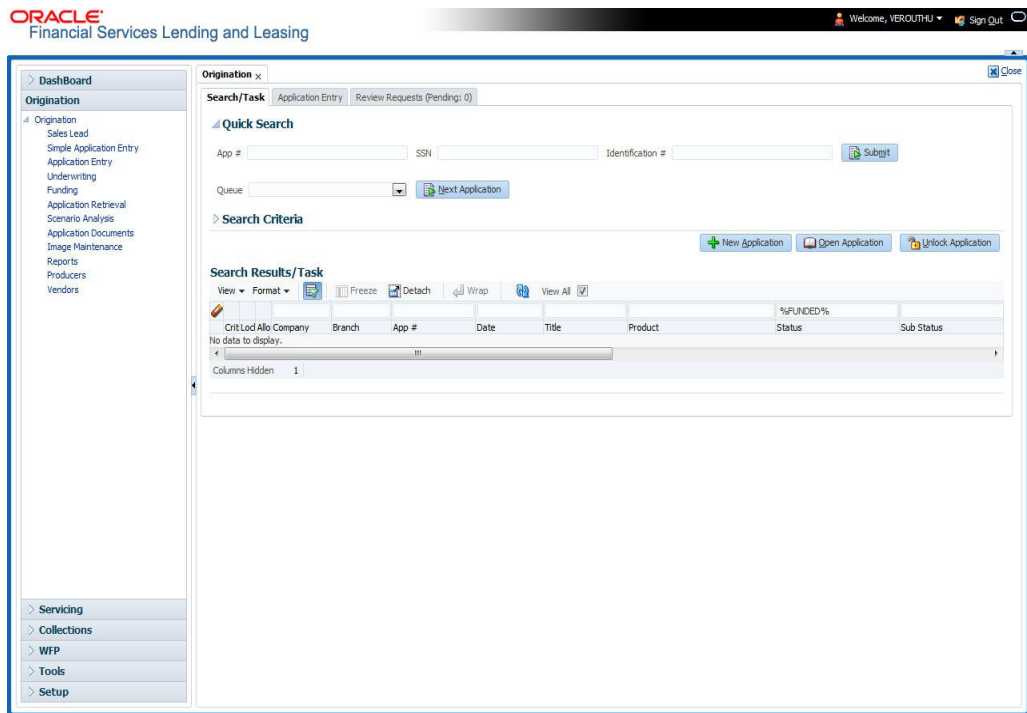 ORACLE®
Financial Services Lending and Leasing
Welcome, VEROUTHU
Sign Out
DashBoard
Origination
Origination
Sales Lead
Simple Application Entry
Application Entry
Underwriting
Funding
Application Retrieval
Scenario Analysis
Application Documents
Image Maintenance
Reports
Producers
Vendors
Servicing
Collections
WFP
Tools
Setup
Origination x
Close
Search/Task Application Entry Review Requests (Pending: 0)
Quick Search
App # SSN Identification # Submit
Queue Next Application
Search Criteria
New Application Open Application Unlock Application
Search Results/Task
View Format Freeze Detach Wrap View All
%FUNDED%
Crit Lod Allo Company Branch App # Date Title Product Status Sub Status
No data to display.
Columns Hidden 1